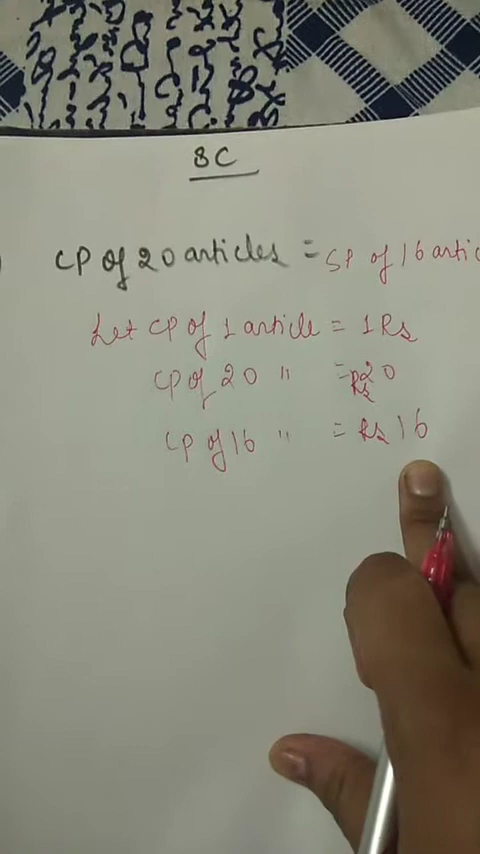 8C
CP of 20 articles = SP of 16 artic
Let CP of 1 article = 1 Rs
CP of 20 " = Rs 20
CP of 16 " = Rs 16